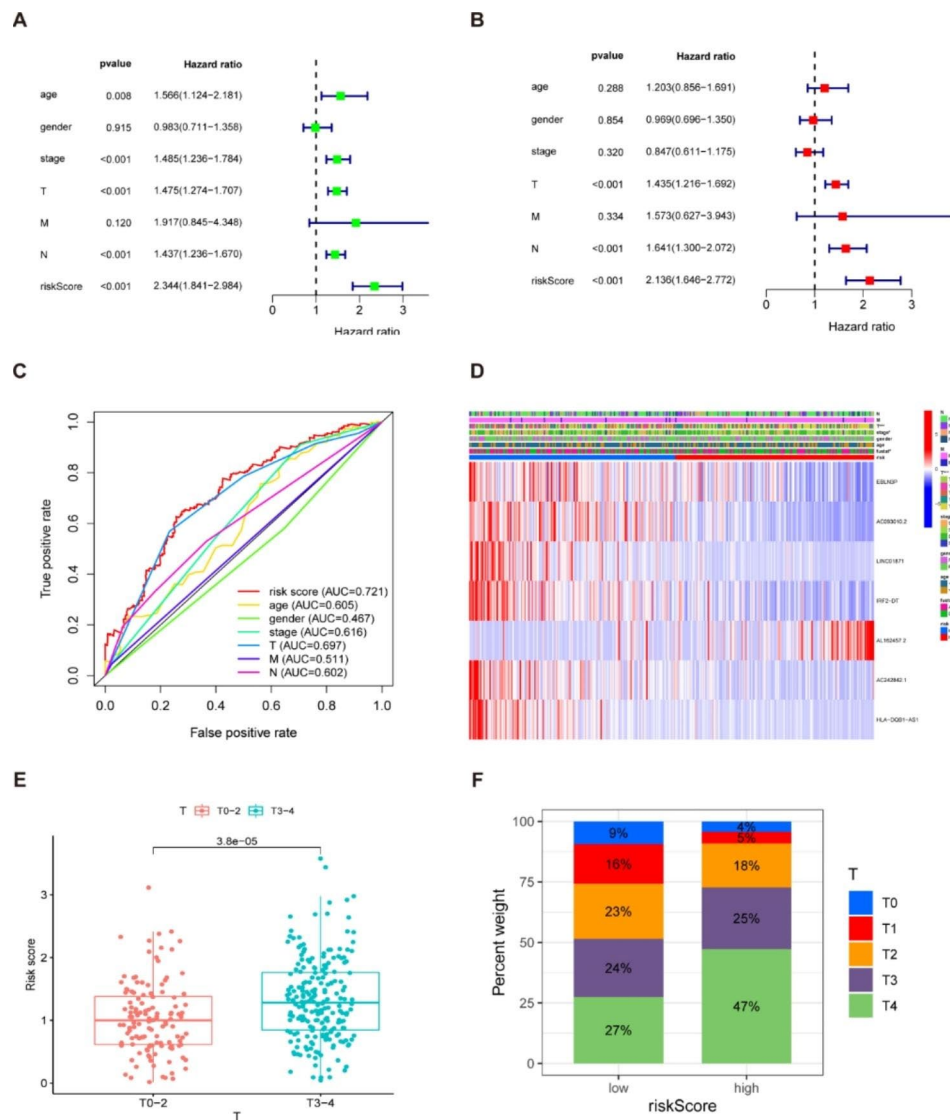 A
pvalue Hazard ratio
age 0.008 1.566(1.124−2.181)
gender 0.915 0.983(0.711−1.358)
stage <0.001 1.485(1.236−1.784)
T <0.001 1.475(1.274−1.707)
M 0.120 1.917(0.845−4.348)
N <0.001 1.437(1.236−1.670)
riskScore <0.001 2.344(1.841−2.984)
0 1 2 3
Hazard ratio
B
pvalue Hazard ratio
age 0.288 1.203(0.856−1.691)
gender 0.854 0.969(0.696−1.350)
stage 0.320 0.847(0.611−1.175)
T <0.001 1.435(1.216−1.692)
M 0.334 1.573(0.627−3.943)
N <0.001 1.641(1.300−2.072)
riskScore <0.001 2.136(1.646−2.772)
0 1 2 3
Hazard ratio
C
True positive rate
1.0
0.8
0.6
0.4
0.2
0.0
risk score (AUC=0.721)
age (AUC=0.605)
gender (AUC=0.467)
stage (AUC=0.616)
T (AUC=0.697)
M (AUC=0.511)
N (AUC=0.602)
0.0 0.2 0.4 0.6 0.8 1.0
False positive rate
D
N
M
T***
stage*
gender
age
fustat*
risk
LINC01871
AL162457.2
AC242842.1
HLA-DQB1-AS1
E
T T0−2 T3−4
3.8e−05
Risk score
3
2
1
0
T0−2 T3−4
T
F
Percent weight
100
75
50
25
0
9% 4%
16% 5%
23% 18%
24% 25%
27% 47%
low high
riskScore
T
T0
T1
T2
T3
T4